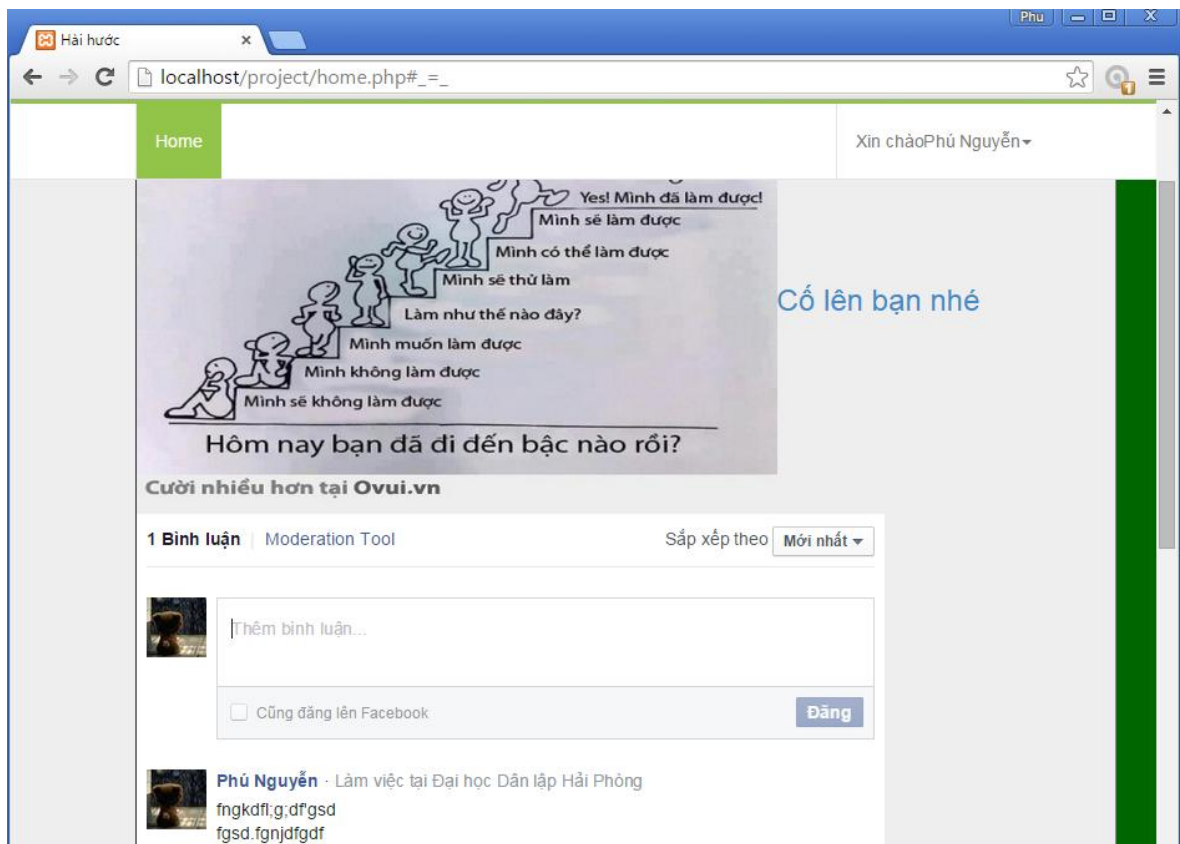 Phu
Hài hước
localhost/project/home.php#_=_
Home
Xin chàoPhú Nguyễn
Yes! Mình đã làm được!
Mình sẽ làm được
Mình có thể làm được
Mình sẽ thử làm
Cố lên bạn nhé
Làm như thế nào đây?
Mình muốn làm được
Mình không làm được
Mình sẽ không làm được
Hôm nay bạn đã đi đến bậc nào rồi?
Cười nhiều hơn tại Ovui.vn
1 Bình luận | Moderation Tool
Sắp xếp theo Mới nhất
Thêm bình luận...
Cũng đăng lên Facebook
Đăng
Phú Nguyễn · Làm việc tại Đại học Dân lập Hải Phòng
fngkdfl;g;df'gsd
fgsd.fgnjdfgdf